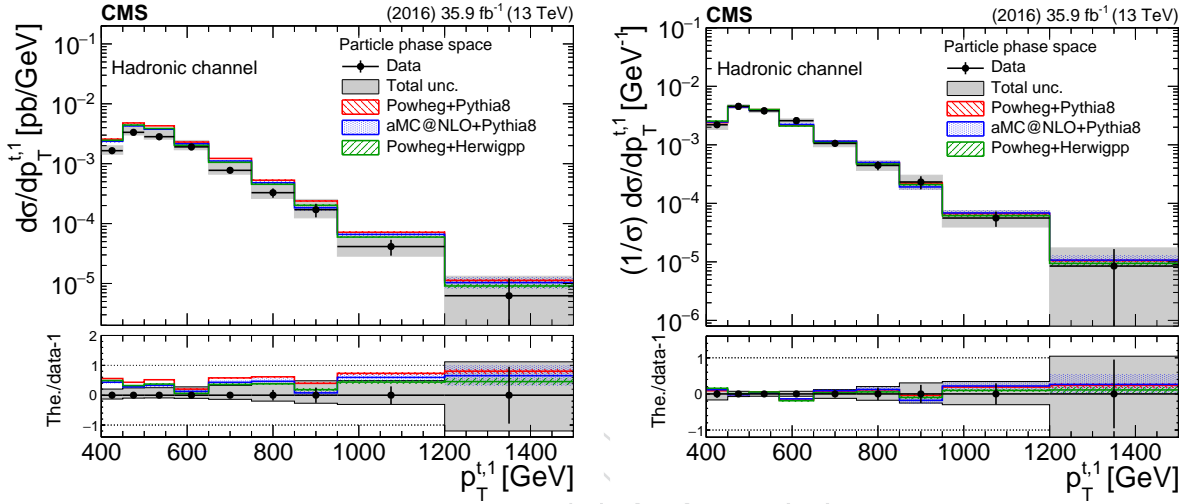 CMS
(2016) 35.9 fb⁻¹ (13 TeV)
Particle phase space
Hadronic channel
Data
Total unc.
Powheg+Pythia8
aMC@NLO+Pythia8
Powheg+Herwigpp
dσ/dp_T^{t,1} [pb/GeV]
10⁻¹
10⁻²
10⁻³
10⁻⁴
10⁻⁵
The./data-1
2
1
0
−1
400 600 800 1000 1200 1400
p_T^{t,1} [GeV]
CMS
(2016) 35.9 fb⁻¹ (13 TeV)
Particle phase space
Hadronic channel
Data
Total unc.
Powheg+Pythia8
aMC@NLO+Pythia8
Powheg+Herwigpp
(1/σ) dσ/dp_T^{t,1} [GeV⁻¹]
10⁻¹
10⁻²
10⁻³
10⁻⁴
10⁻⁵
10⁻⁶
The./data-1
1
0
−1
400 600 800 1000 1200 1400
p_T^{t,1} [GeV]